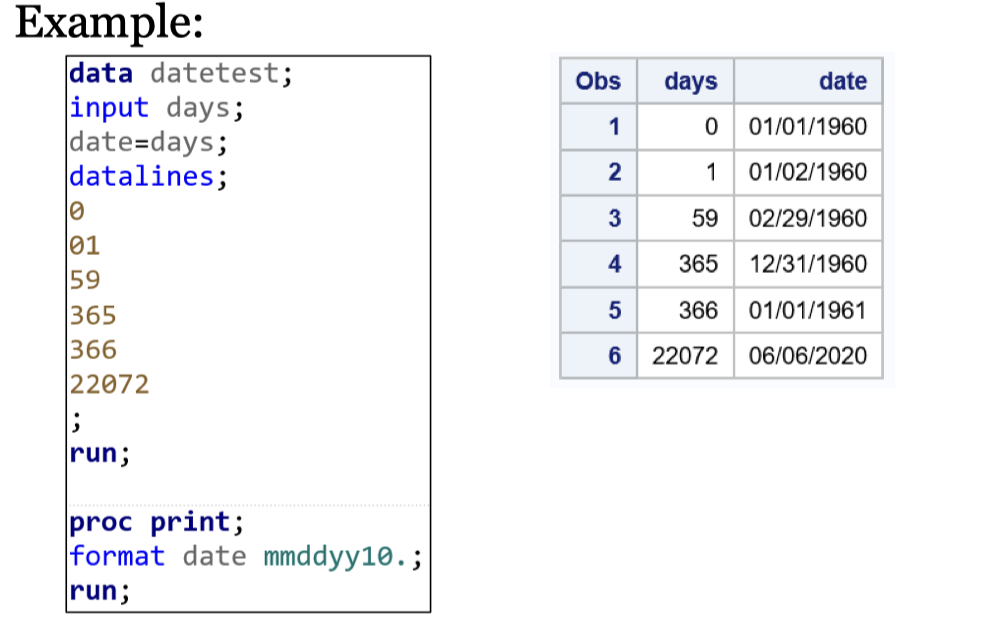 Example:
data datetest;
input days;
date=days;
datalines;
0
01
59
365
366
22072
;
run;
proc print;
format date mmddyy10.;
run;
Obs days date
1 0 01/01/1960
2 1 01/02/1960
3 59 02/29/1960
4 365 12/31/1960
5 366 01/01/1961
6 22072 06/06/2020